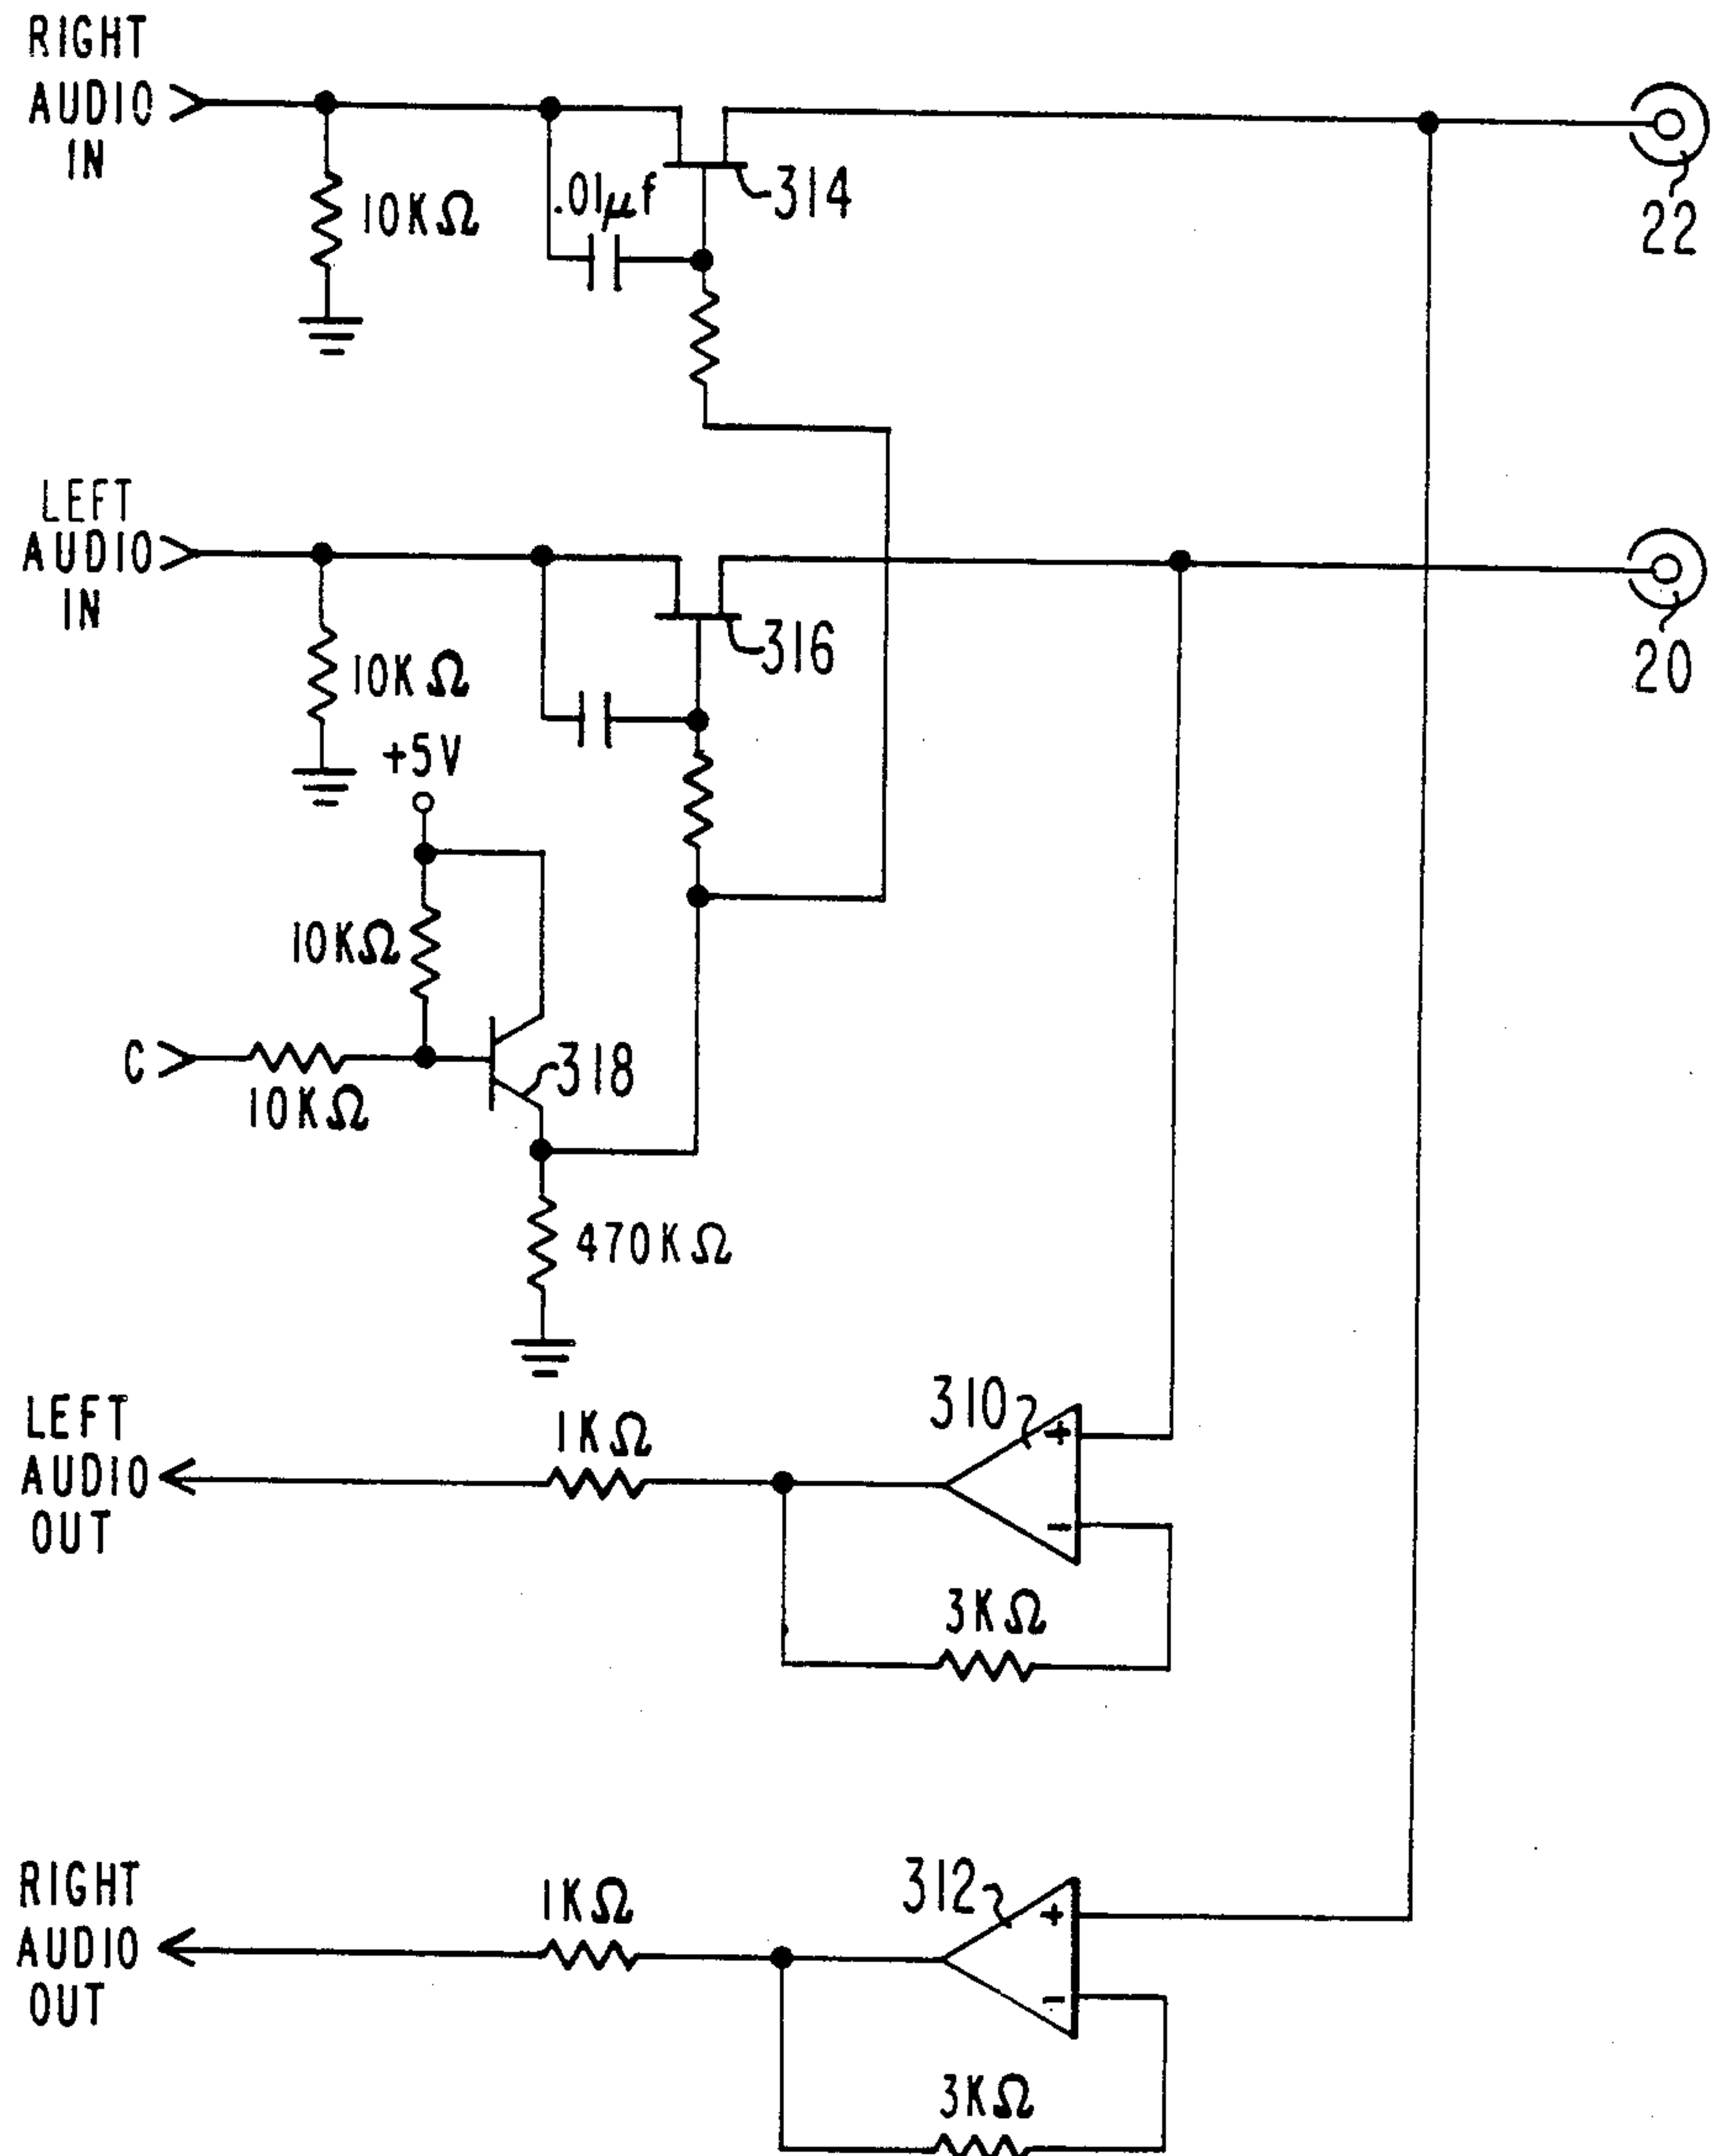 RIGHT
AUDIO
IN
10KΩ
.01μf
314
22
LEFT
AUDIO
IN
10KΩ
316
20
+5V
10KΩ
C
10KΩ
318
470KΩ
LEFT
AUDIO
OUT
1KΩ
310
+
-
3KΩ
RIGHT
AUDIO
OUT
1KΩ
312
+
-
3KΩ